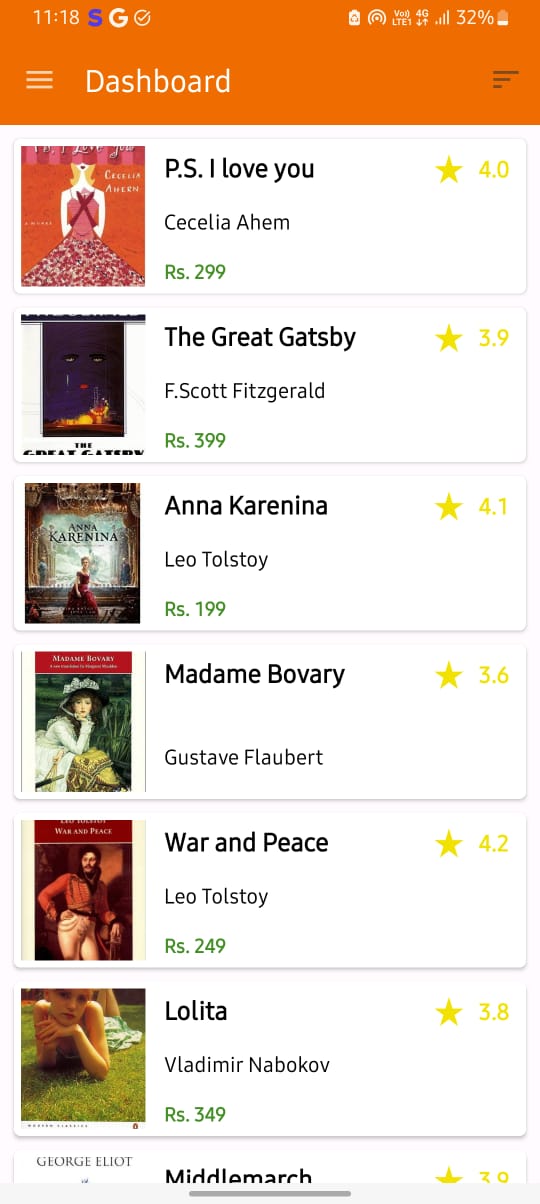 11:18 S G Vo) 4G LTE1 32%
Dashboard
P.S. I Love You
CECELIA
AHERN
A NOVEL
P.S. I love you
4.0
Cecelia Ahem
Rs. 299
THE
GREAT GATSBY
The Great Gatsby
3.9
F.Scott Fitzgerald
Rs. 399
ANNA
KARENINA
Anna Karenina
4.1
Leo Tolstoy
Rs. 199
MADAME BOVARY
Madame Bovary
3.6
Gustave Flaubert
LEO TOLSTOY
WAR AND PEACE
War and Peace
4.2
Leo Tolstoy
Rs. 249
MODERN CLASSICS
Lolita
3.8
Vladimir Nabokov
Rs. 349
GEORGE ELIOT
Middlemarch
3.9